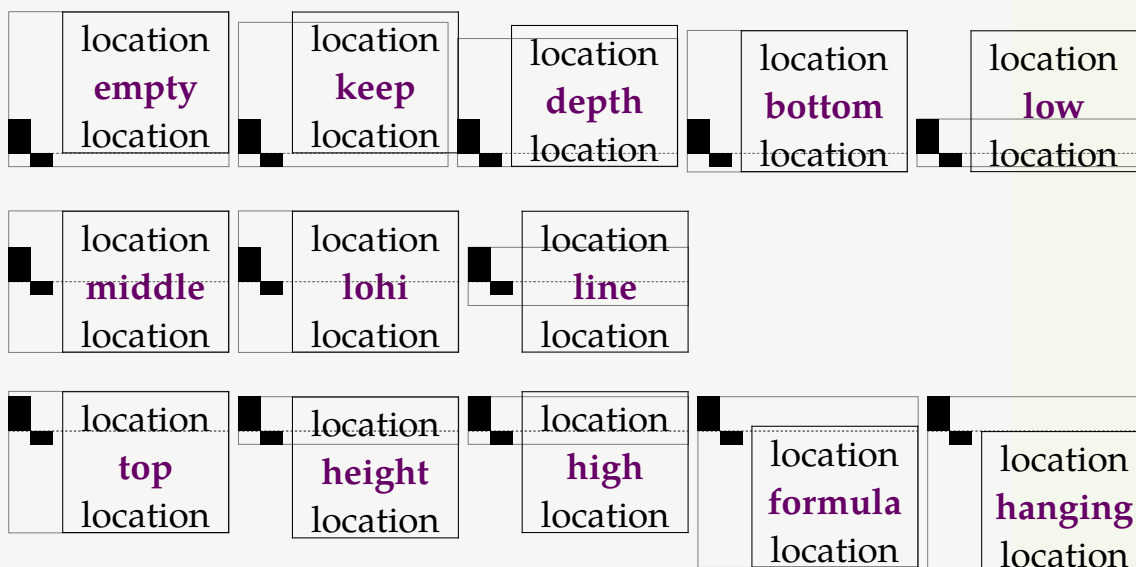 location
empty
location
location
keep
location
location
depth
location
location
bottom
location
location
low
location
location
middle
location
location
lohi
location
location
line
location
location
top
location
location
height
location
location
high
location
location
formula
location
location
hanging
location